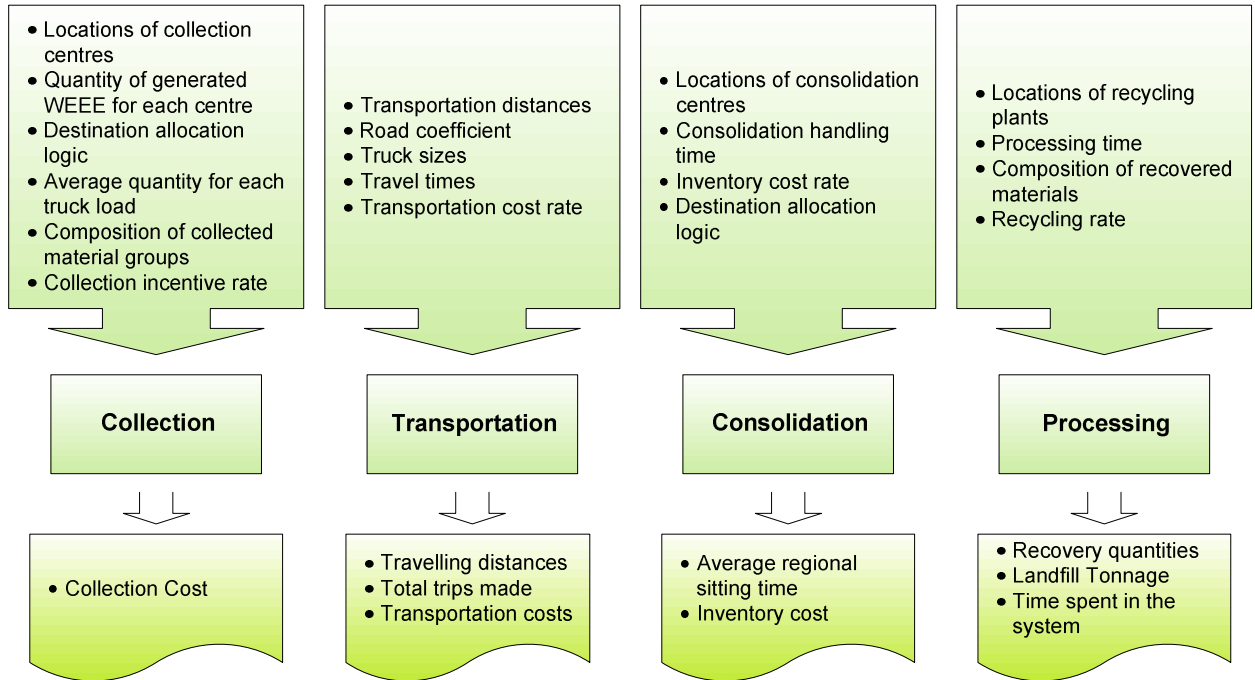 • Locations of collection
centres
• Quantity of generated
WEEE for each centre
• Destination allocation
logic
• Average quantity for each
truck load
• Composition of collected
material groups
• Collection incentive rate
• Transportation distances
• Road coefficient
• Truck sizes
• Travel times
• Transportation cost rate
• Locations of consolidation
centres
• Consolidation handling
time
• Inventory cost rate
• Destination allocation
logic
• Locations of recycling
plants
• Processing time
• Composition of recovered
materials
• Recycling rate
Collection
Transportation
Consolidation
Processing
• Collection Cost
• Travelling distances
• Total trips made
• Transportation costs
• Average regional
sitting time
• Inventory cost
• Recovery quantities
• Landfill Tonnage
• Time spent in the
system